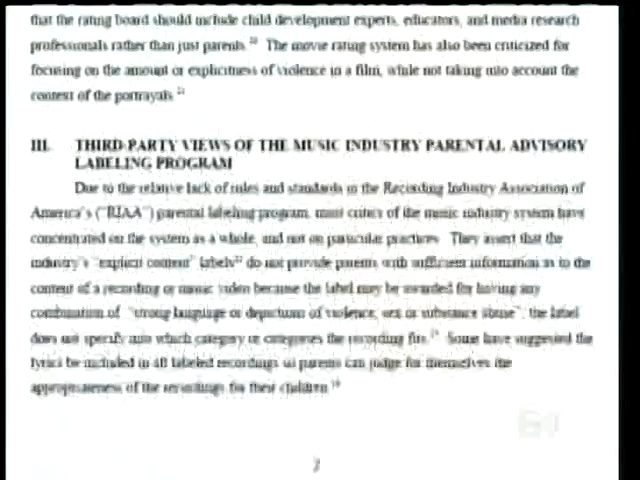 that the rating board should include child development experts, educators, and media research
professionals rather than just parents. 20 The movie rating system has also been criticized for
focusing on the amount or explicitness of violence in a film, while not taking into account the
context of the portrayals. 21
III. THIRD-PARTY VIEWS OF THE MUSIC INDUSTRY PARENTAL ADVISORY
LABELING PROGRAM
Due to the relative lack of rules and standards in the Recording Industry Association of
America's ("RIAA") parental labeling program, most critics of the music industry system have
concentrated on the system as a whole, and not on particular practices. They assert that the
industry's "explicit content" labels do not provide parents with sufficient information as to the
content of a recording or music video because the label may be awarded for having any
combination of "strong language or depictions of violence, sex or substance abuse", the label
does not specify into which category or categories the recording fits. Some have suggested the
lyrics be included in all labeled recordings so parents can judge for themselves the
appropriateness of the recordings for their children.